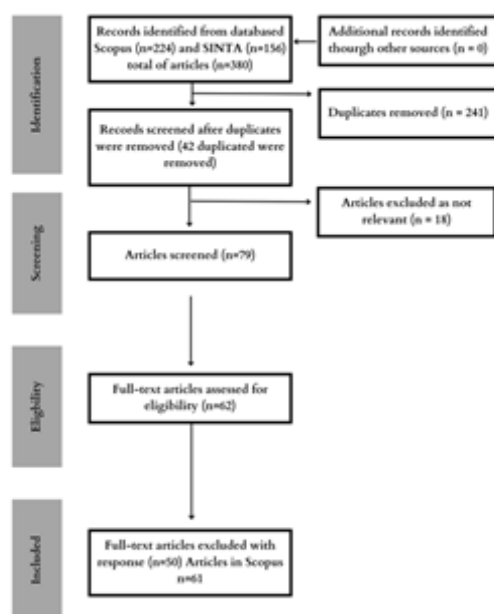 Identification
Records identified from databased
Scopus (n=224) and SINTA (n=156)
total of articles (n=380)
Additional records identified
thourgh other sources (n = 0)
Duplicates removed (n = 241)
Records screened after duplicates
were removed (42 duplicated were
removed)
Screening
Articles excluded as not
relevant (n = 18)
Articles screened (n=79)
Eligibility
Full-text articles assessed for
eligibility (n=62)
Included
Full-text articles excluded with
response (n=50) Articles in Scopus
n=61